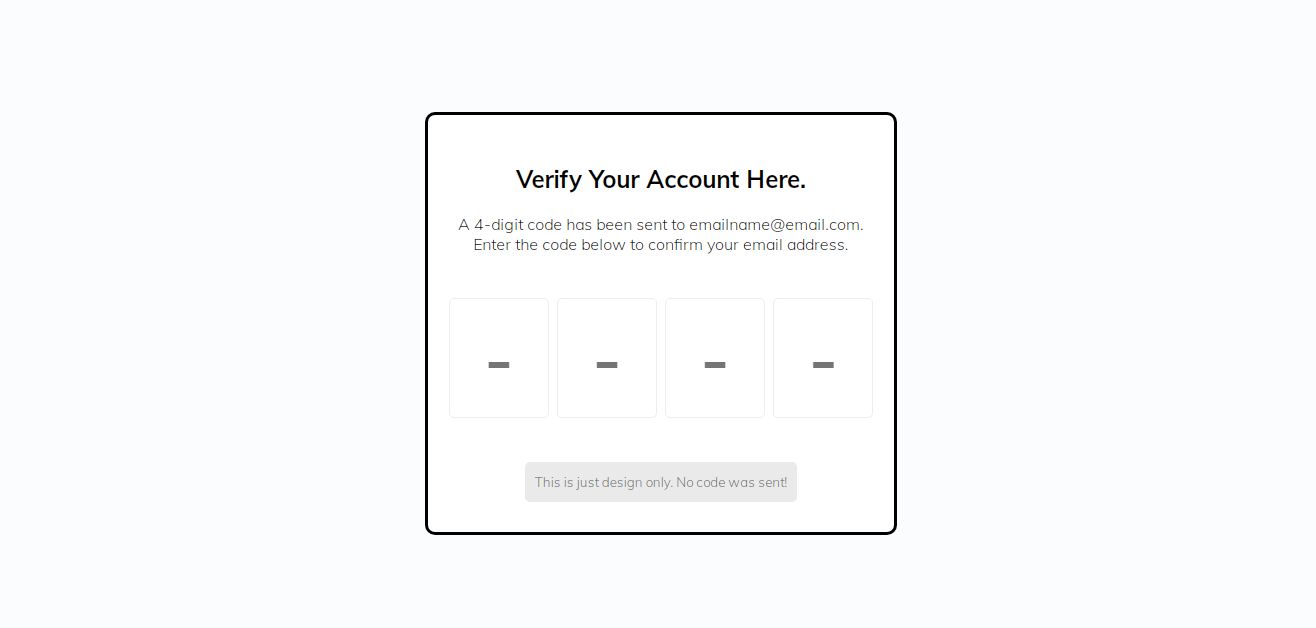 Verify Your Account Here.
A 4-digit code has been sent to emailname@email.com.
Enter the code below to confirm your email address.
- - - -
This is just design only. No code was sent!